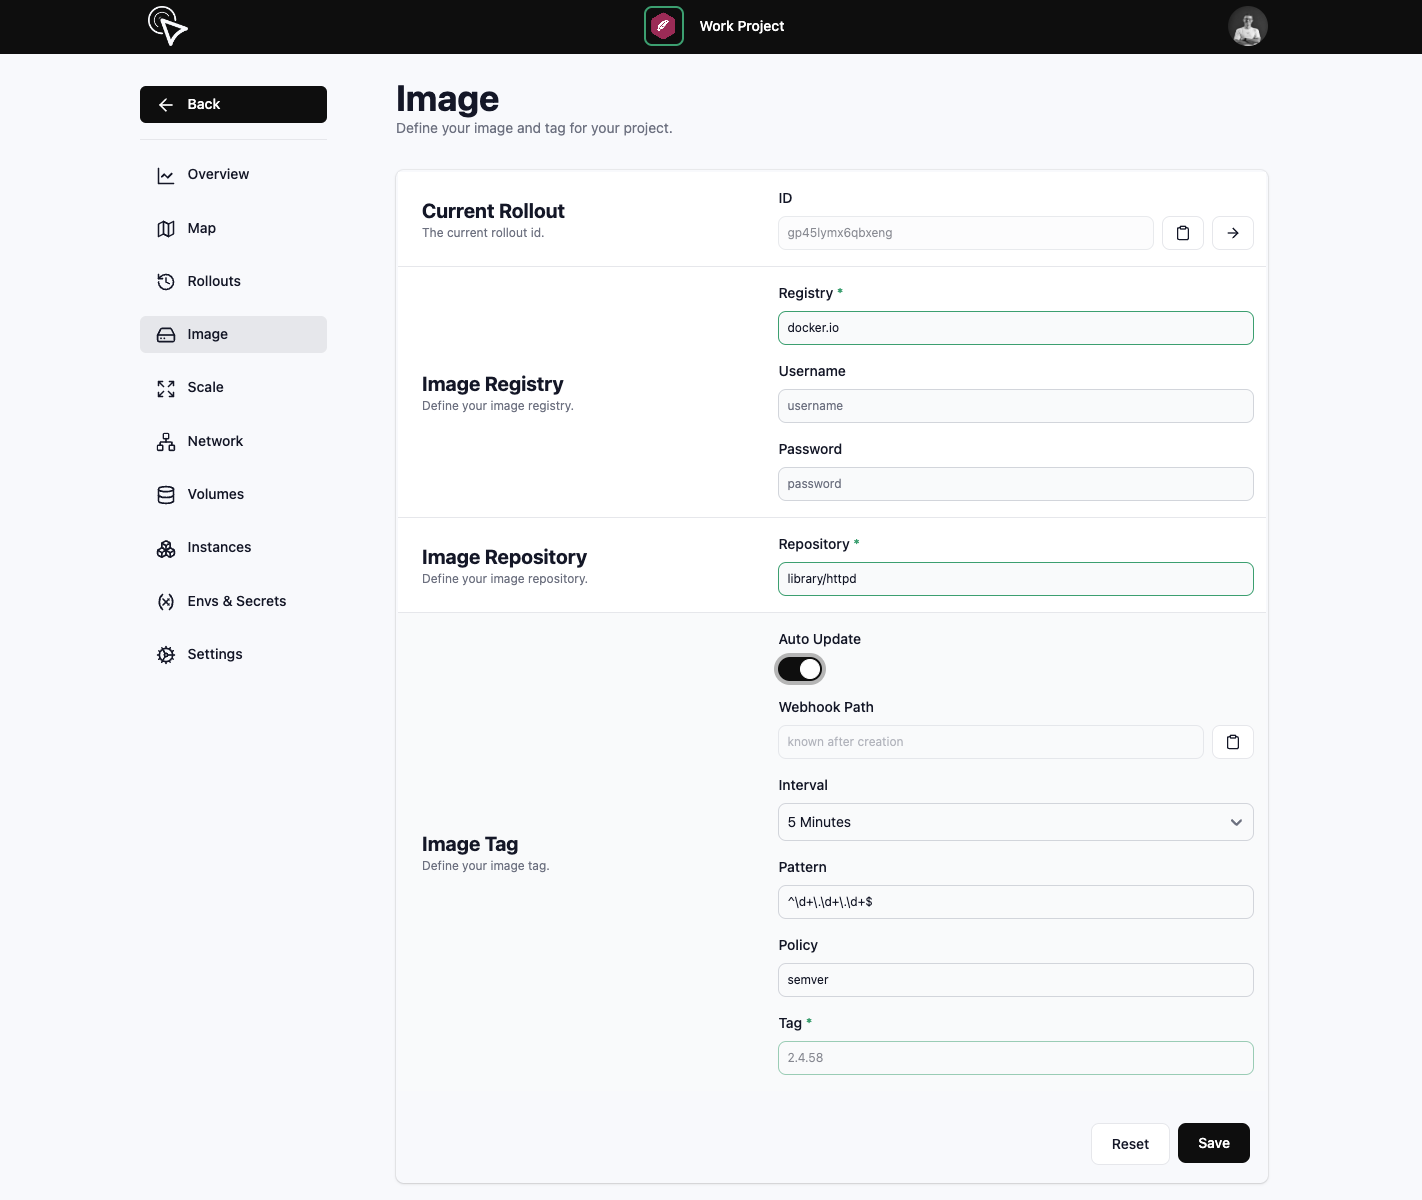 Work Project
Back
Overview
Map
Rollouts
Image
Scale
Network
Volumes
Instances
Envs & Secrets
Settings
Image
Define your image and tag for your project.
Current Rollout
The current rollout id.
ID
gp45lymx6qbxeng
Image Registry
Define your image registry.
Registry *
docker.io
Username
username
Password
password
Image Repository
Define your image repository.
Repository *
library/httpd
Image Tag
Define your image tag.
Auto Update
Webhook Path
known after creation
Interval
5 Minutes
Pattern
^\d+\.\d+\.\d+$
Policy
semver
Tag *
2.4.58
Reset
Save